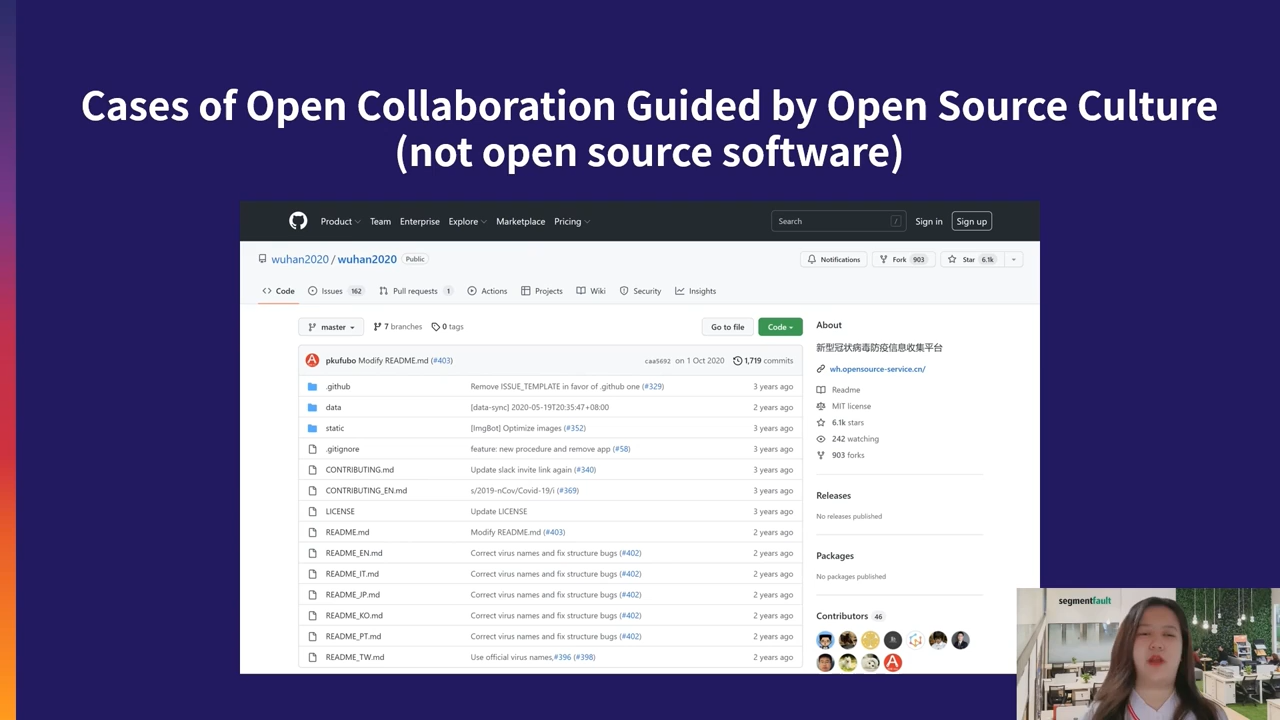 Cases of Open Collaboration Guided by Open Source Culture
(not open source software)
Product Team Enterprise Explore Marketplace Pricing Search / Sign in Sign up
wuhan2020 / wuhan2020 Public Notifications Fork 903 Star 6.1k
Code Issues 162 Pull requests 1 Actions Projects Wiki Security Insights
master 7 branches 0 tags Go to file Code
pkufubo Modify README.md (#403) caa5692 on 1 Oct 2020 1,719 commits
.github Remove ISSUE_TEMPLATE in favor of .github one (#329) 3 years ago
data [data-sync] 2020-05-19T20:35:47+08:00 2 years ago
static [ImgBot] Optimize images (#352) 3 years ago
.gitignore feature: new procedure and remove app (#58) 3 years ago
CONTRIBUTING.md Update slack invite link again (#340) 3 years ago
CONTRIBUTING_EN.md s/2019-nCov/Covid-19/i (#369) 3 years ago
LICENSE Update LICENSE 3 years ago
README.md Modify README.md (#403) 2 years ago
README_EN.md Correct virus names and fix structure bugs (#402) 2 years ago
README_IT.md Correct virus names and fix structure bugs (#402) 2 years ago
README_JP.md Correct virus names and fix structure bugs (#402) 2 years ago
README_KO.md Correct virus names and fix structure bugs (#402) 2 years ago
README_PT.md Correct virus names and fix structure bugs (#402) 2 years ago
README_TW.md Use official virus names,#396 (#398) 2 years ago
About
新型冠状病毒防疫信息收集平台
wh.opensource-service.cn/
Readme
MIT license
6.1k stars
242 watching
903 forks
Releases
No releases published
Packages
No packages published
Contributors 46
segmentfault